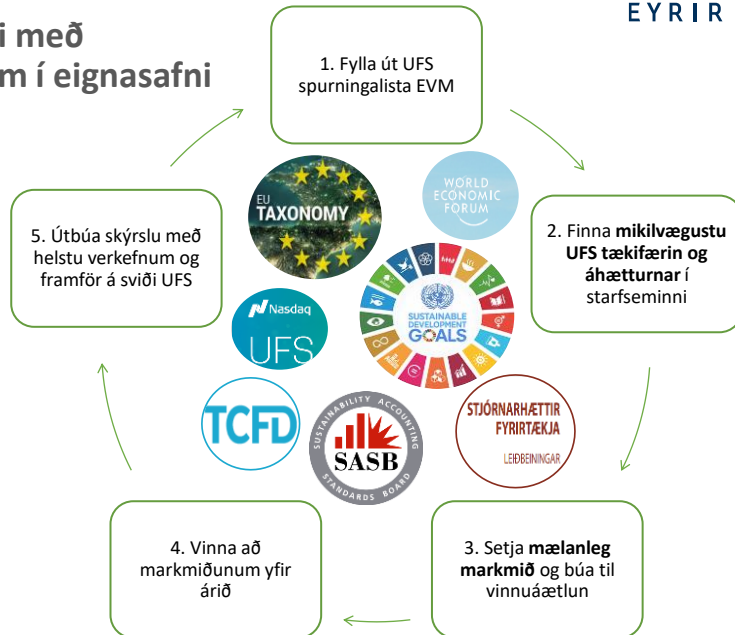 EYRIR
i með
m í eignasafni
1. Fylla út UFS
spurningalista EVM
EU
TAXONOMY
WORLD
ECONOMIC
FORUM
5. Útbúa skýrslu með
helstu verkefnum og
framför á sviði UFS
2. Finna mikilvægustu
UFS tækifærin og
áhætturnar í
starfseminni
SUSTAINABLE
DEVELOPMENT
GOALS
Nasdaq
UFS
TCFD
SUSTAINABILITY ACCOUNTING
SASB
STANDARDS BOARD
STJÓRNARHÆTTIR
FYRIRTÆKJA
LEIÐBEININGAR
4. Vinna að
markmiðunum yfir
árið
3. Setja mælanleg
markmið og búa til
vinnuáætlun